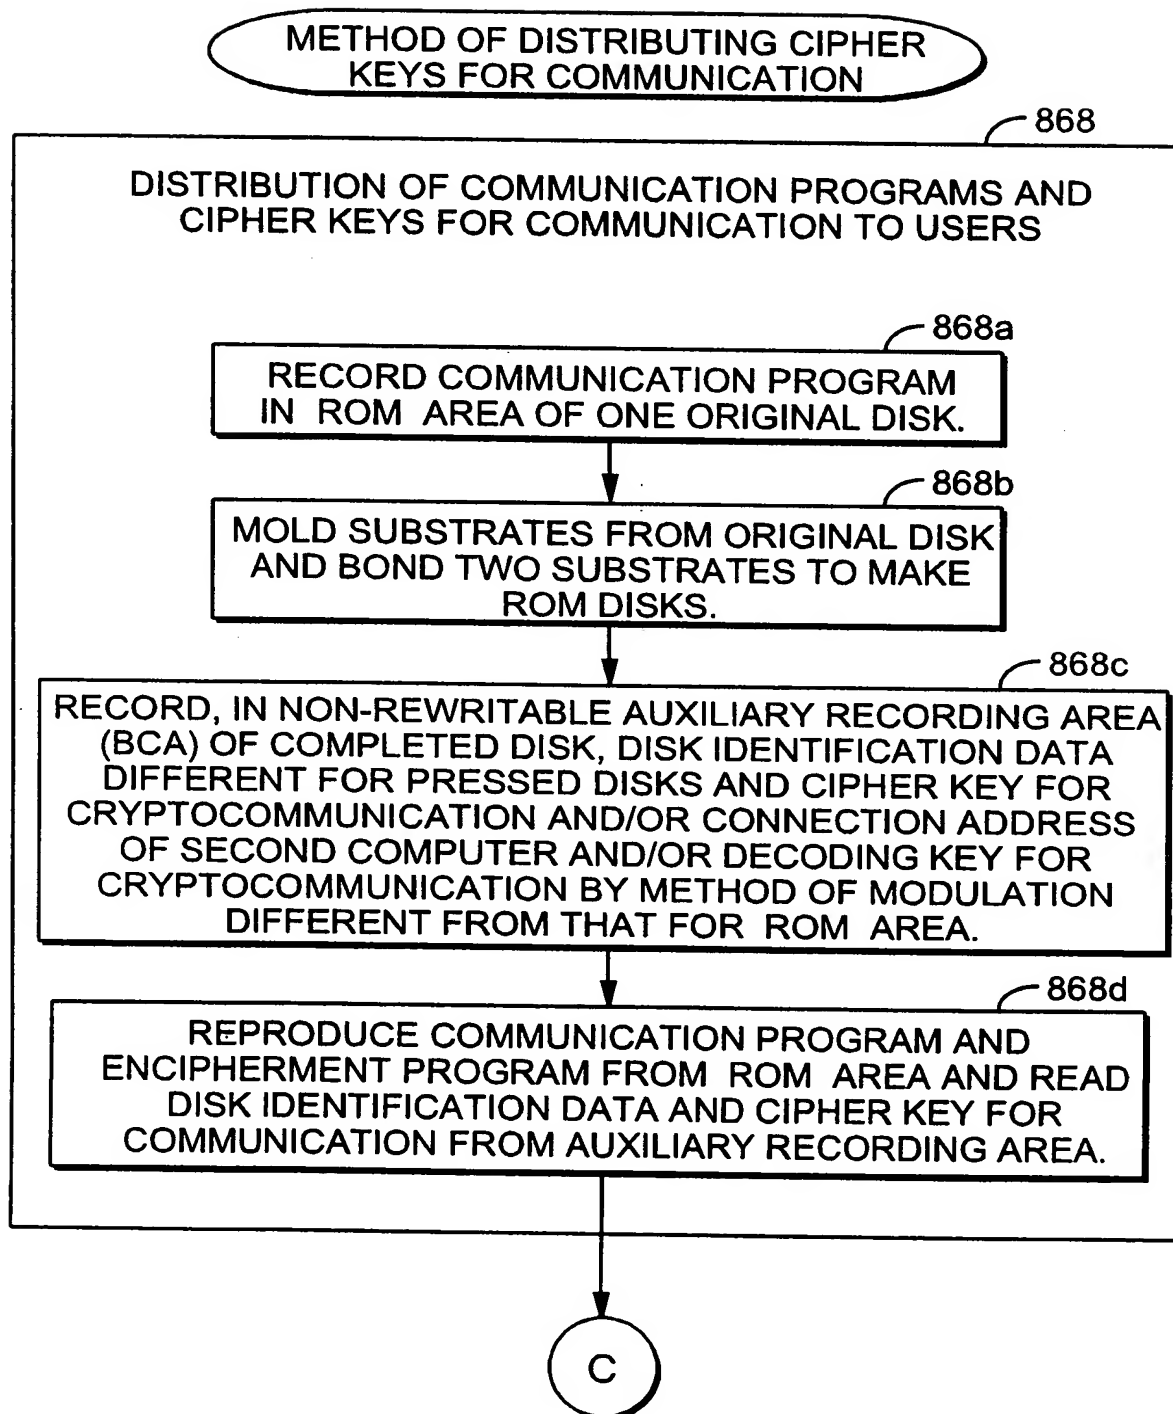 METHOD OF DISTRIBUTING CIPHER
KEYS FOR COMMUNICATION
868
DISTRIBUTION OF COMMUNICATION PROGRAMS AND
CIPHER KEYS FOR COMMUNICATION TO USERS
868a
RECORD COMMUNICATION PROGRAM
IN ROM AREA OF ONE ORIGINAL DISK.
868b
MOLD SUBSTRATES FROM ORIGINAL DISK
AND BOND TWO SUBSTRATES TO MAKE
ROM DISKS.
868c
RECORD, IN NON-REWRITABLE AUXILIARY RECORDING AREA
(BCA) OF COMPLETED DISK, DISK IDENTIFICATION DATA
DIFFERENT FOR PRESSED DISKS AND CIPHER KEY FOR
CRYPTOCOMMUNICATION AND/OR CONNECTION ADDRESS
OF SECOND COMPUTER AND/OR DECODING KEY FOR
CRYPTOCOMMUNICATION BY METHOD OF MODULATION
DIFFERENT FROM THAT FOR ROM AREA.
868d
REPRODUCE COMMUNICATION PROGRAM AND
ENCIPHERMENT PROGRAM FROM ROM AREA AND READ
DISK IDENTIFICATION DATA AND CIPHER KEY FOR
COMMUNICATION FROM AUXILIARY RECORDING AREA.
C